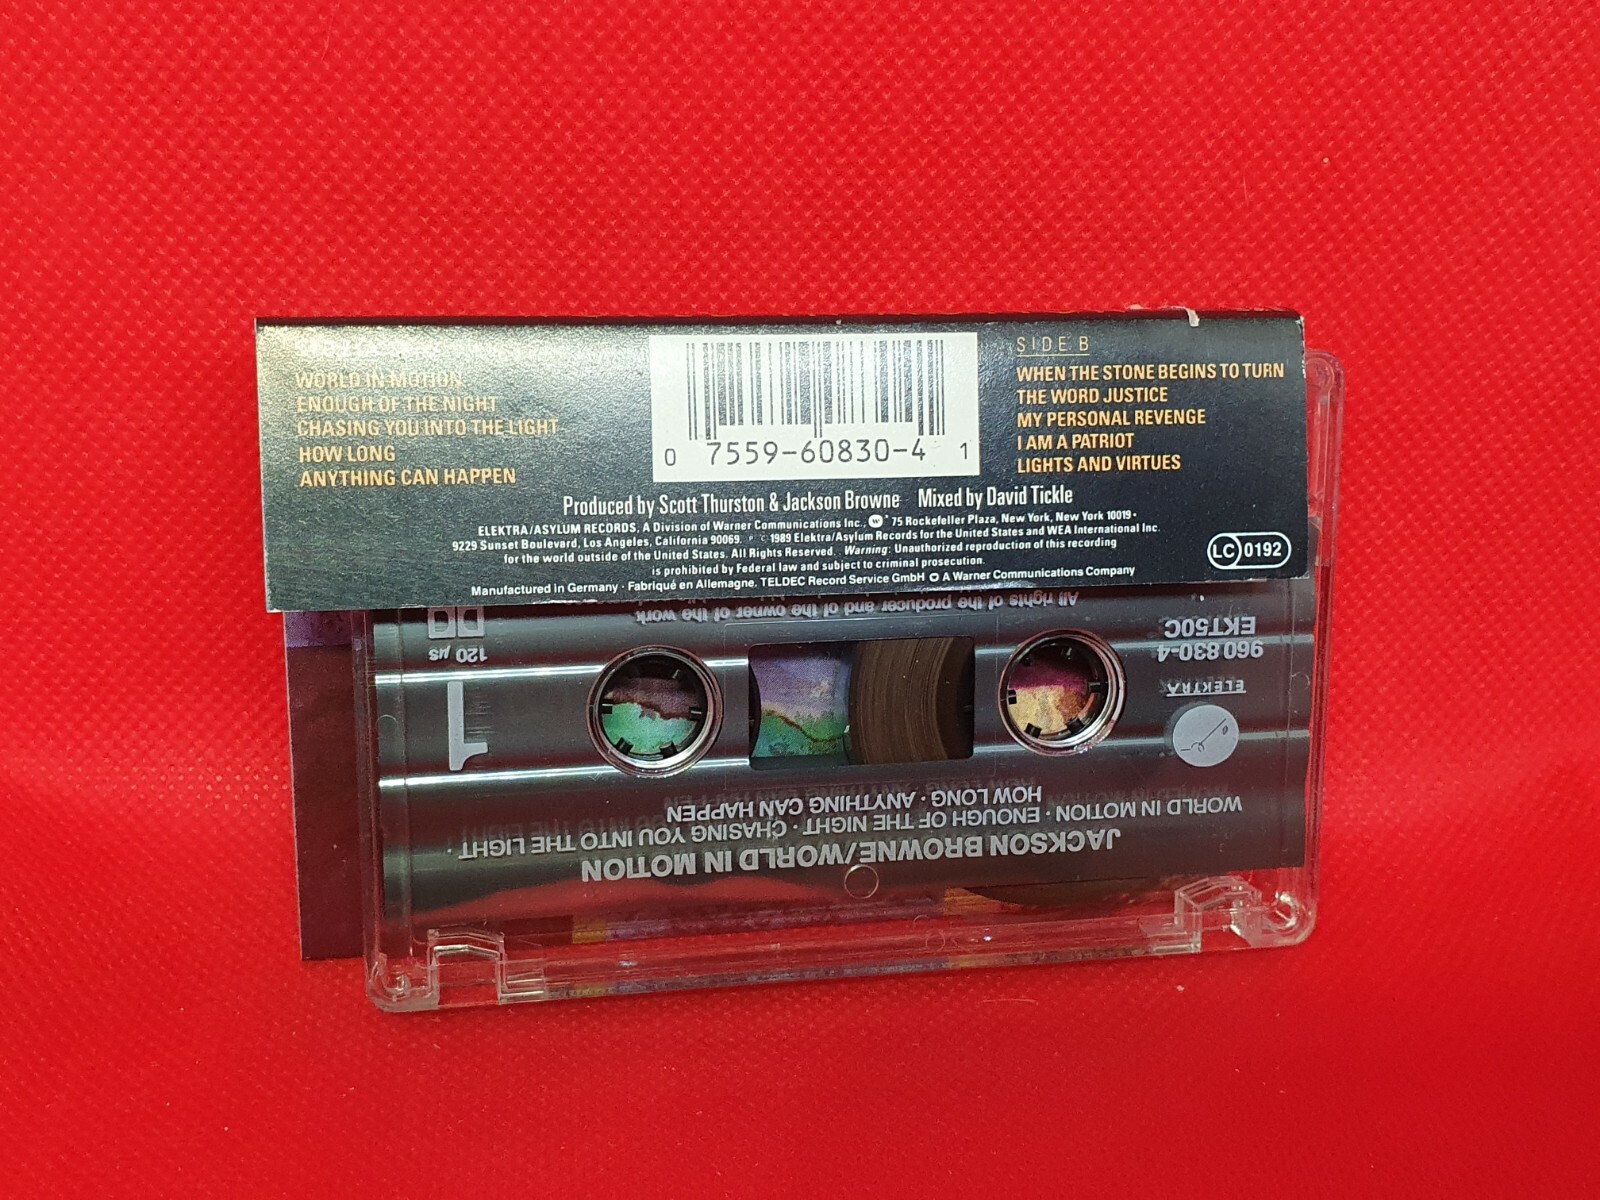 WORLD IN MOTION
ENOUGH OF THE NIGHT
CHASING YOU INTO THE LIGHT
HOW LONG
ANYTHING CAN HAPPEN
0 7559-60830-4 1
SIDE B
WHEN THE STONE BEGINS TO TURN
THE WORD JUSTICE
MY PERSONAL REVENGE
I AM A PATRIOT
LIGHTS AND VIRTUES
Produced by Scott Thurston & Jackson Browne Mixed by David Tickle
ELEKTRA/ASYLUM RECORDS, A Division of Warner Communications Inc., 75 Rockefeller Plaza, New York, New York 10019 •
9229 Sunset Boulevard, Los Angeles, California 90069. ℗ © 1989 Elektra/Asylum Records for the United States and WEA International Inc.
for the world outside of the United States. All Rights Reserved. Warning: Unauthorized reproduction of this recording
is prohibited by Federal law and subject to criminal prosecution.
Manufactured in Germany · Fabriqué en Allemagne. TELDEC Record Service GmbH A Warner Communications Company
LC 0192
JACKSON BROWNE/WORLD IN MOTION
WORLD IN MOTION · ENOUGH OF THE NIGHT · CHASING YOU INTO THE LIGHT ·
HOW LONG · ANYTHING CAN HAPPEN
ELEKTRA
960 830-4
EKT50C
1
120 µs
All rights of the producer and of the owner of the work